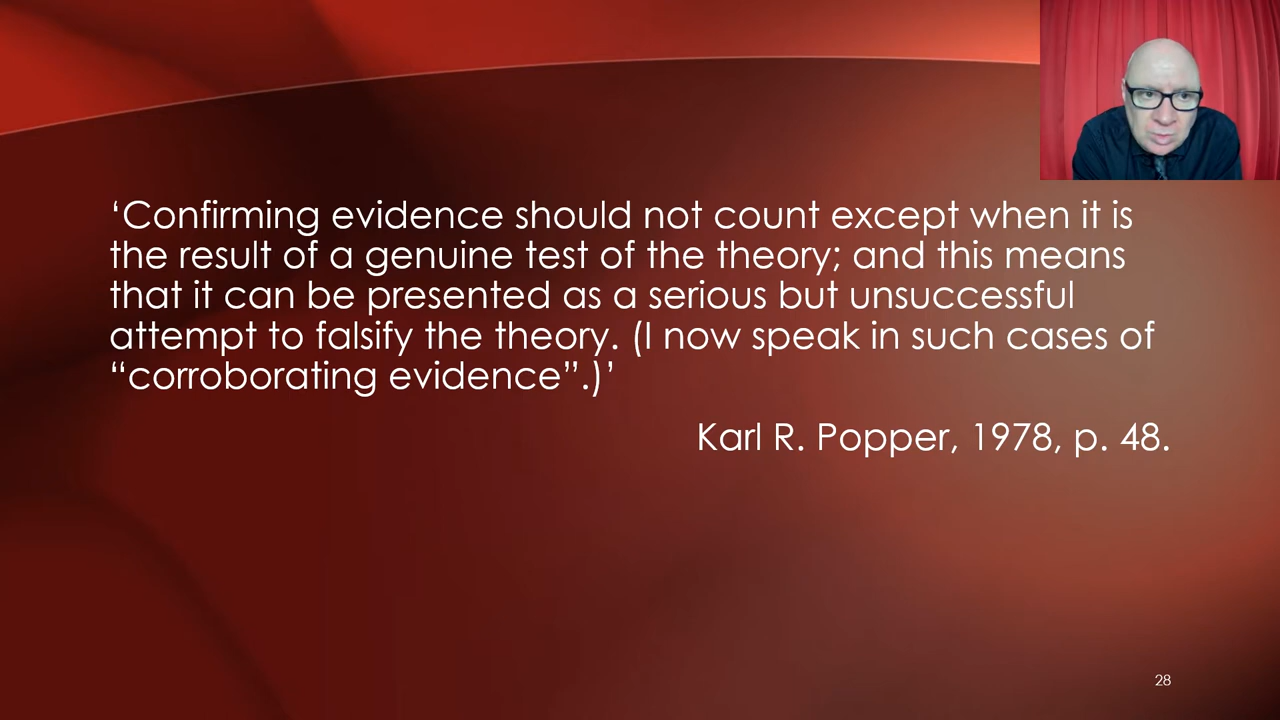 ‘Confirming evidence should not count except when it is
the result of a genuine test of the theory; and this means
that it can be presented as a serious but unsuccessful
attempt to falsify the theory. (I now speak in such cases of
“corroborating evidence”.)’
Karl R. Popper, 1978, p. 48.
28